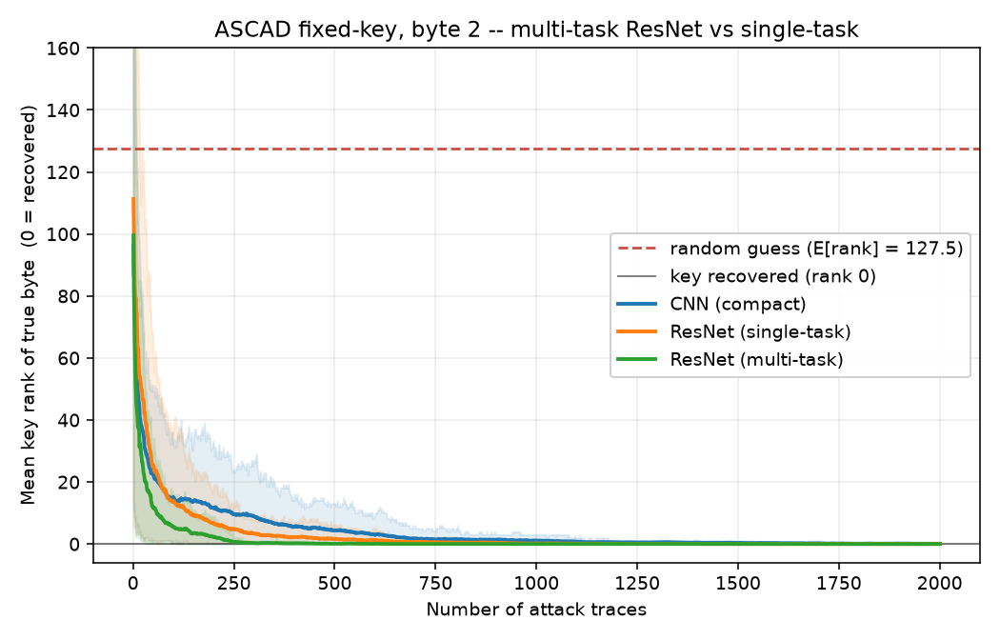 ASCAD fixed-key, byte 2 -- multi-task ResNet vs single-task
Mean key rank of true byte  (0 = recovered)
160
140
120
100
80
60
40
20
0
random guess (E[rank] = 127.5)
key recovered (rank 0)
CNN (compact)
ResNet (single-task)
ResNet (multi-task)
0 250 500 750 1000 1250 1500 1750 2000
Number of attack traces